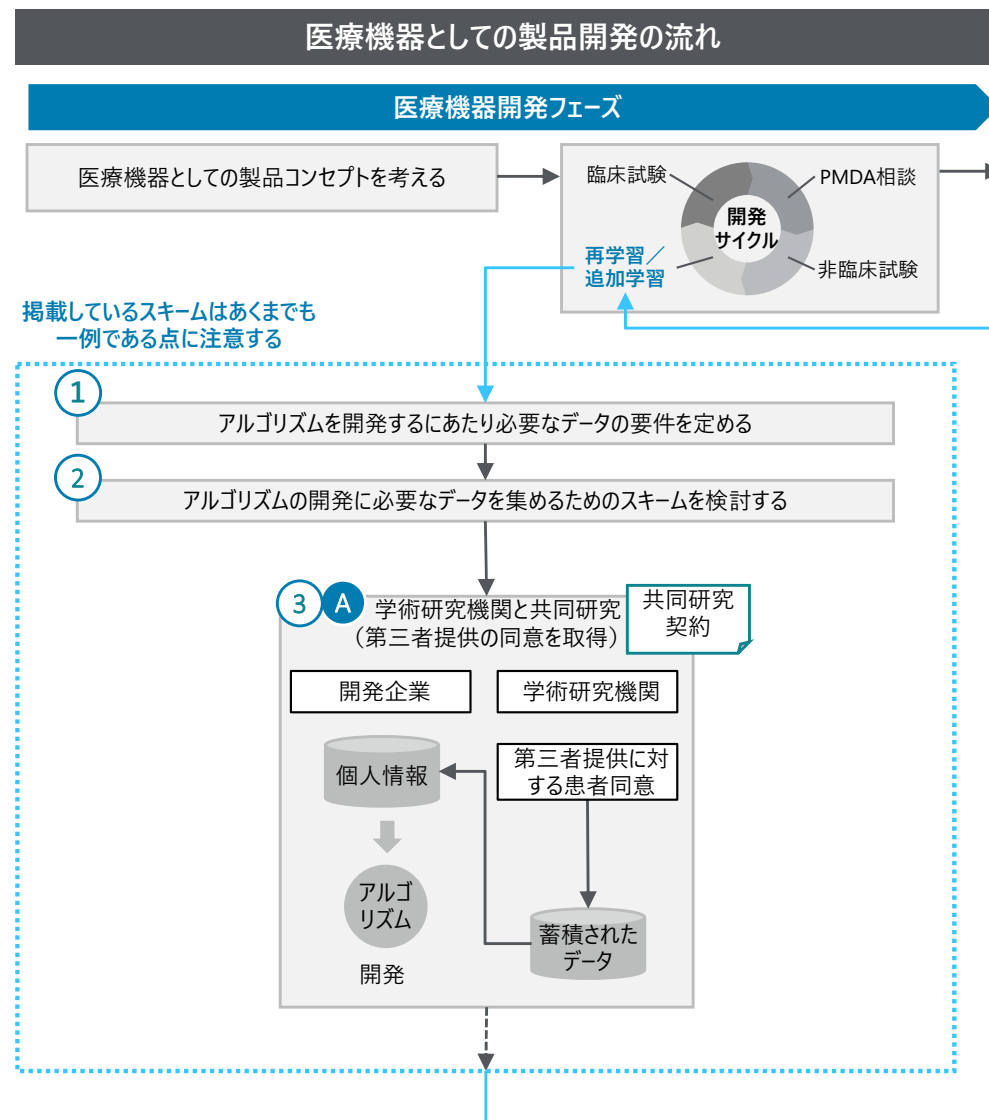 医療機器としての製品開発の流れ
医療機器開発フェーズ
医療機器としての製品コンセプトを考える
臨床試験
PMDA相談
開発
サイクル
再学習／
追加学習
非臨床試験
掲載しているスキームはあくまでも
一例である点に注意する
1
アルゴリズムを開発するにあたり必要なデータの要件を定める
2
アルゴリズムの開発に必要なデータを集めるためのスキームを検討する
3
A
学術研究機関と共同研究
（第三者提供の同意を取得）
共同研究
契約
開発企業
学術研究機関
個人情報
第三者提供に対
する患者同意
アルゴ
リズム
開発
蓄積された
データ